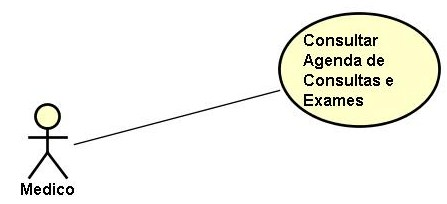 Consultar
Agenda de
Consultas e
Exames
Medico